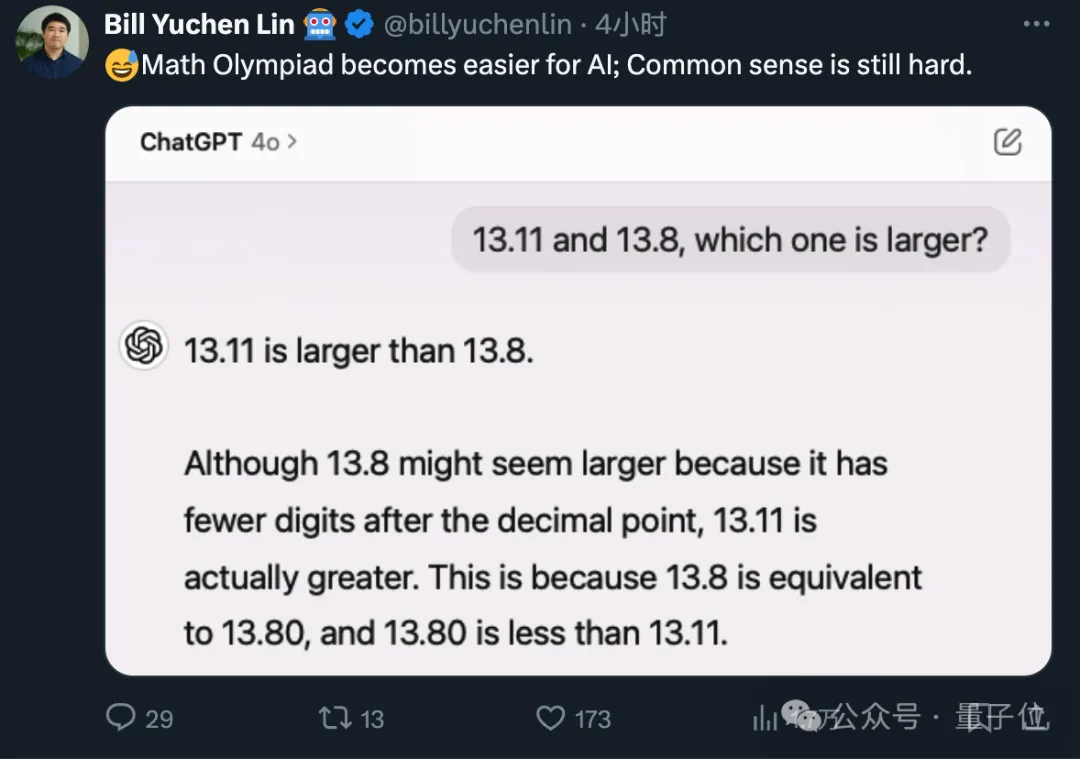 Bill Yuchen Lin 🤖 @billyuchenlin · 4小时
😅Math Olympiad becomes easier for AI; Common sense is still hard.
ChatGPT 4o >
13.11 and 13.8, which one is larger?
13.11 is larger than 13.8.
Although 13.8 might seem larger because it has
fewer digits after the decimal point, 13.11 is
actually greater. This is because 13.8 is equivalent
to 13.80, and 13.80 is less than 13.11.
29 13 173
公众号 · 量子位